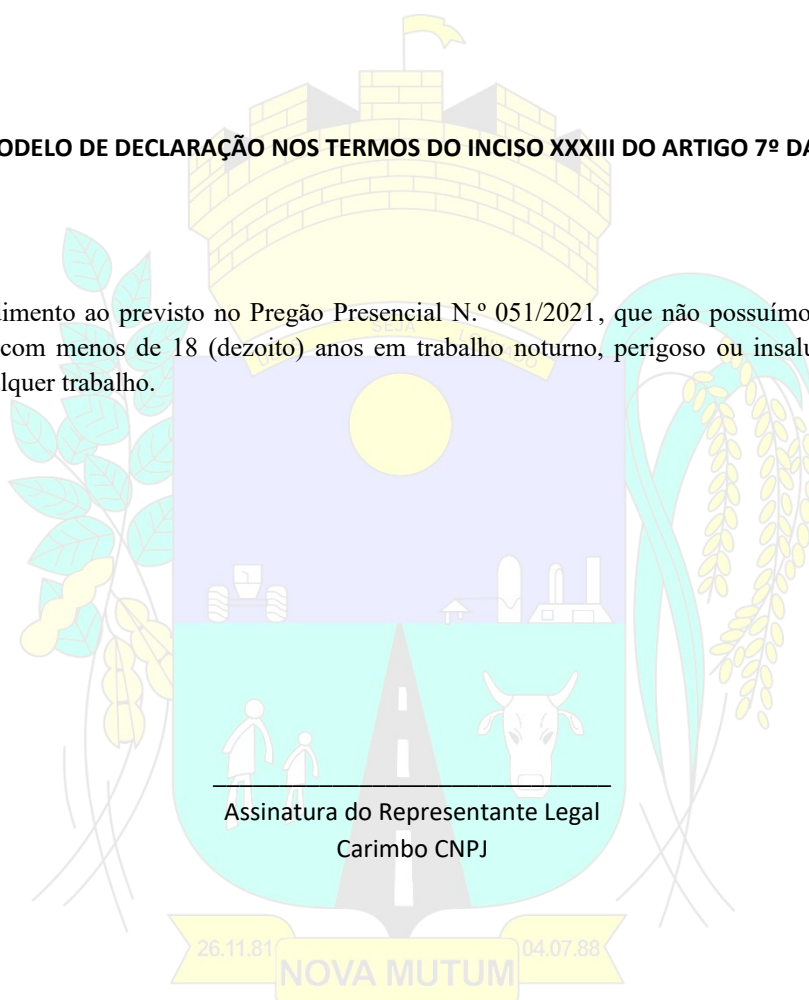 ODELO DE DECLARAÇÃO NOS TERMOS DO INCISO XXXIII DO ARTIGO 7º DA
dimento ao previsto no Pregão Presencial N.º 051/2021, que não possuímo
SEJA
com menos de 18 (dezoito) anos em trabalho noturno, perigoso ou insalu
lquer trabalho.
Assinatura do Representante Legal
Carimbo CNPJ
26.11.81 04.07.88
NOVA MUTUM